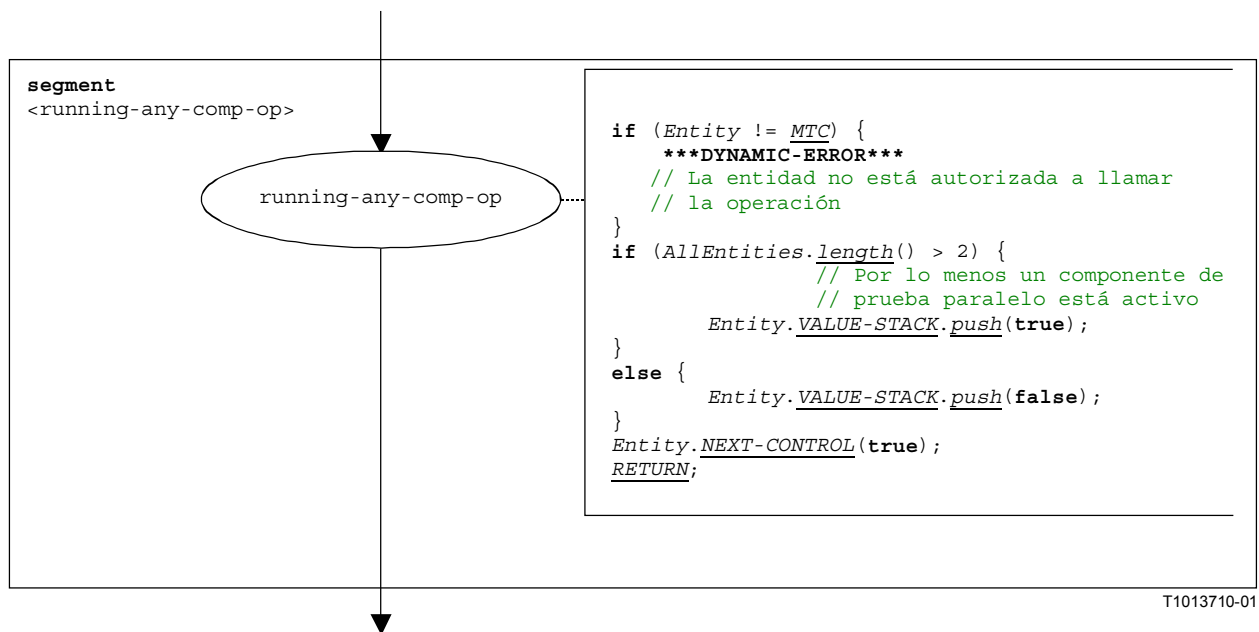 segment
<running-any-comp-op>
running-any-comp-op
if (Entity != MTC) {
***DYNAMIC-ERROR***
// La entidad no está autorizada a llamar
// la operación
}
if (AllEntities.length() > 2) {
// Por lo menos un componente de
// prueba paralelo está activo
Entity.VALUE-STACK.push(true);
}
else {
Entity.VALUE-STACK.push(false);
}
Entity.NEXT-CONTROL(true);
RETURN;
T1013710-01